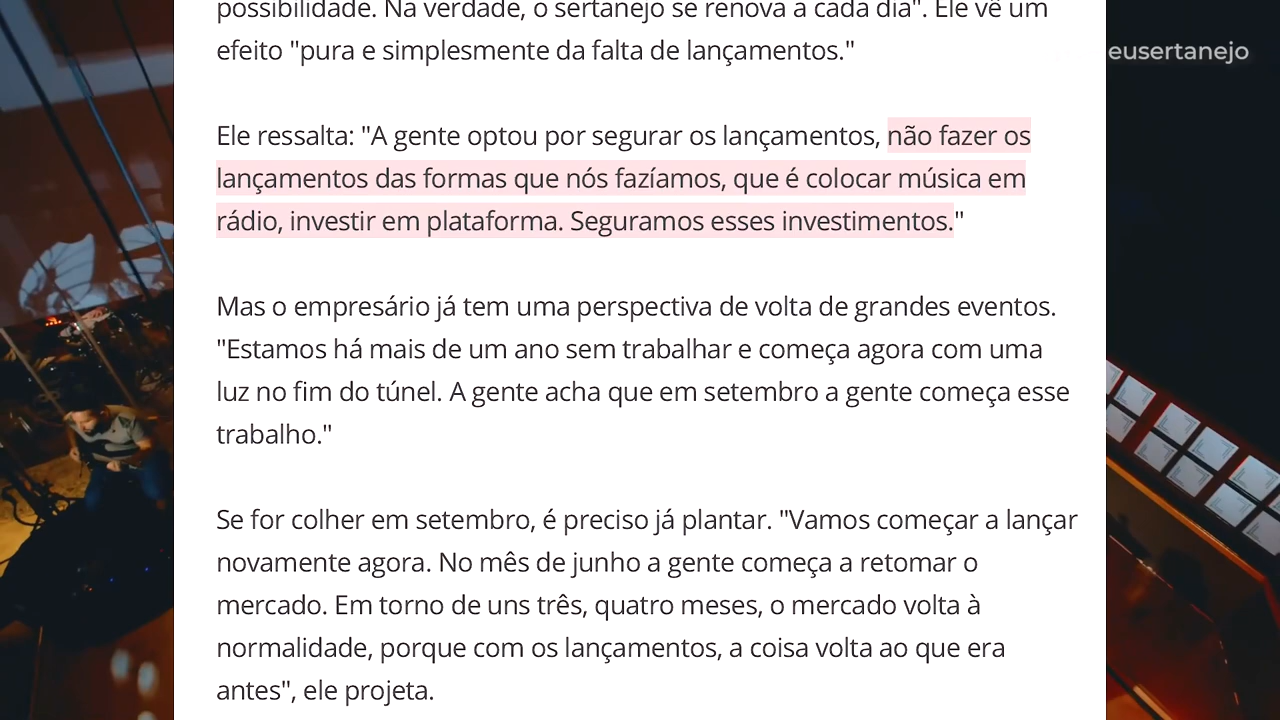 possibilidade. Na verdade, o sertanejo se renova a cada dia". Ele vê um
efeito "pura e simplesmente da falta de lançamentos."
eusertanejo
Ele ressalta: "A gente optou por segurar os lançamentos, não fazer os
lançamentos das formas que nós fazíamos, que é colocar música em
rádio, investir em plataforma. Seguramos esses investimentos."
Mas o empresário já tem uma perspectiva de volta de grandes eventos.
"Estamos há mais de um ano sem trabalhar e começa agora com uma
luz no fim do túnel. A gente acha que em setembro a gente começa esse
trabalho."
Se for colher em setembro, é preciso já plantar. "Vamos começar a lançar
novamente agora. No mês de junho a gente começa a retomar o
mercado. Em torno de uns três, quatro meses, o mercado volta à
normalidade, porque com os lançamentos, a coisa volta ao que era
antes", ele projeta.